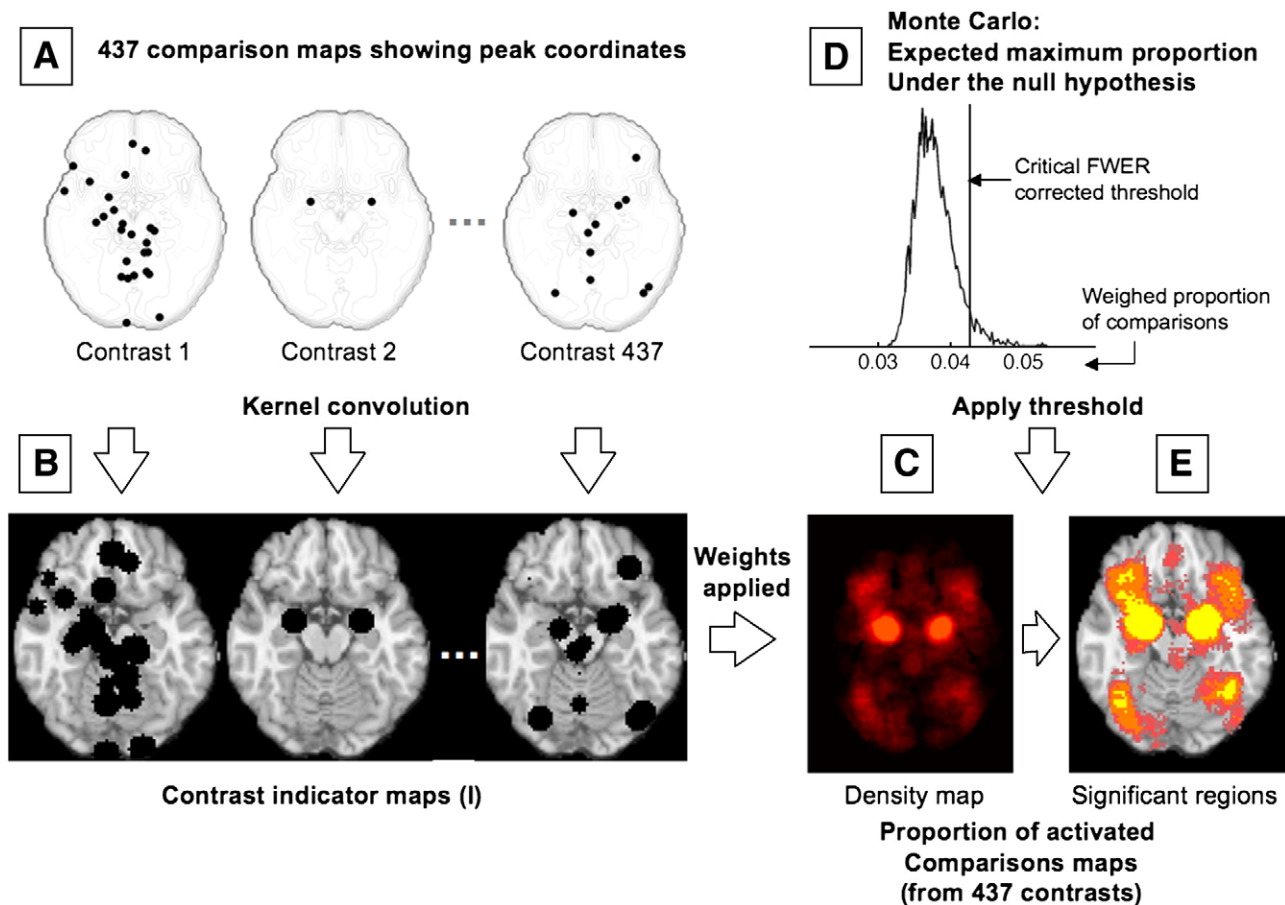 A
437 comparison maps showing peak coordinates
Contrast 1
Contrast 2
...
Contrast 437
D
Monte Carlo:
Expected maximum proportion
Under the null hypothesis
Critical FWER
corrected threshold
Weighed proportion
of comparisons
0.03
0.04
0.05
Kernel convolution
Apply threshold
B
...
Contrast indicator maps (I)
Weights
applied
C
E
Density map
Significant regions
Proportion of activated
Comparisons maps
(from 437 contrasts)